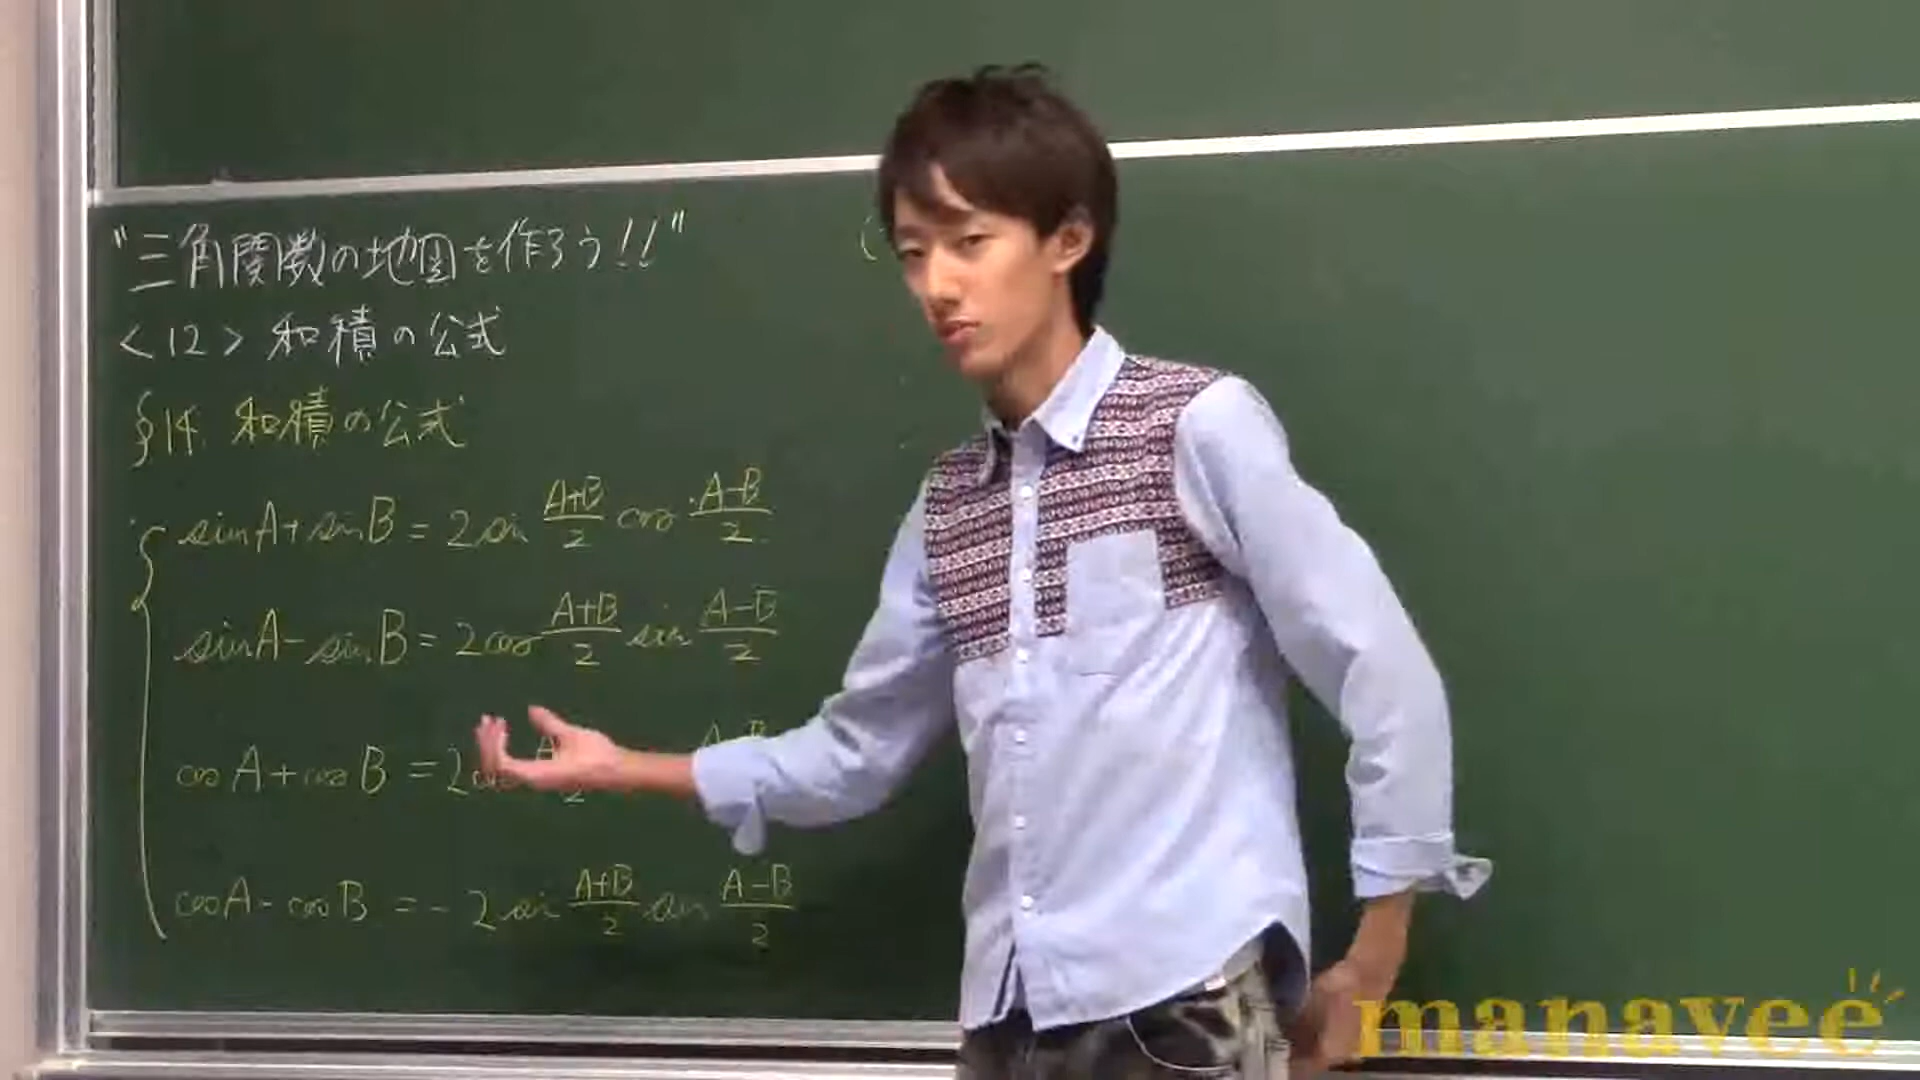 "三角関数の地図を作ろう!!"
<12> 和積の公式
§14. 和積の公式
sinA+sinB = 2sin (A+B)/2 cos (A-B)/2
sinA-sinB = 2cos (A+B)/2 sin (A-B)/2
cosA+cosB = 2cos
cosA-cosB = -2sin (A+B)/2 sin (A-B)/2
manavee